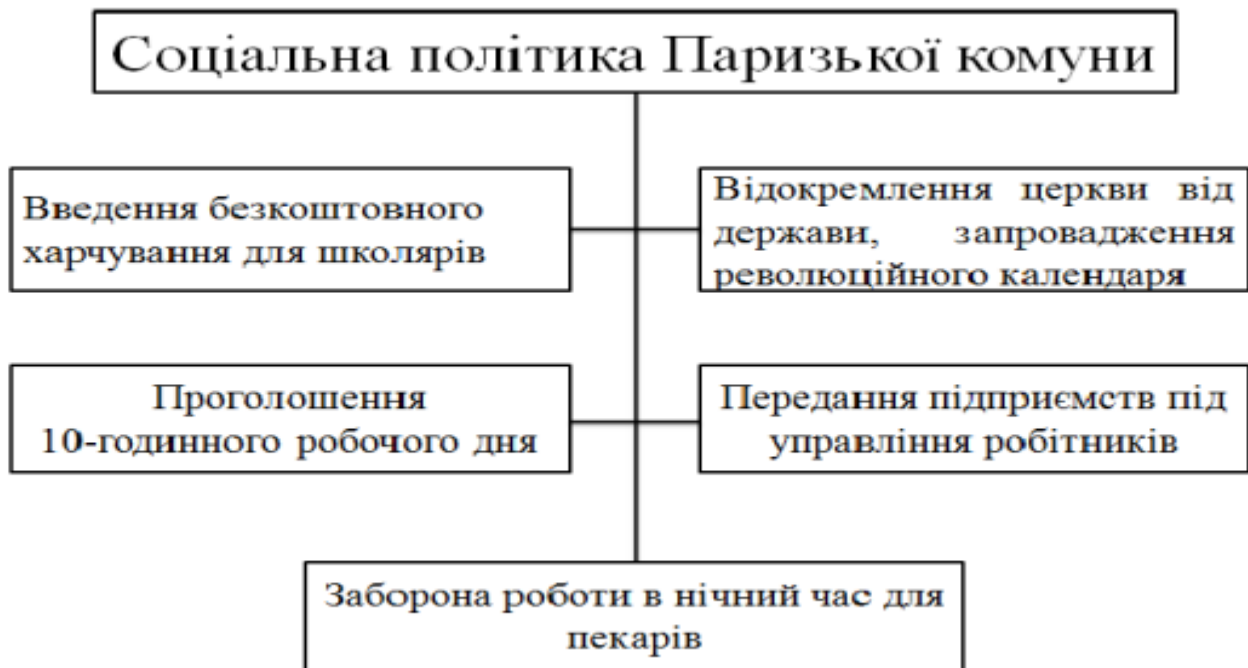 Соціальна політика Паризької комуни
Введення безкоштовного
харчування для школярів
Відокремлення церкви від
держави, запровадження
революційного календаря
Проголошення
10-годинного робочого дня
Передання підприємств під
управління робітників
Заборона роботи в нічний час для
пекарів